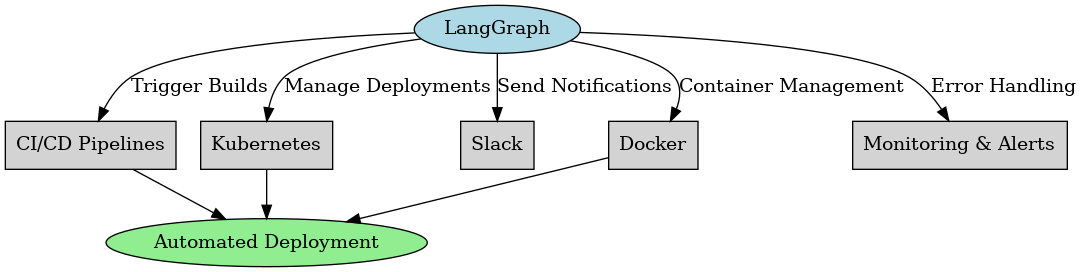 LangGraph
Trigger Builds
Manage Deployments
Send Notifications
Container Management
Error Handling
CI/CD Pipelines
Kubernetes
Slack
Docker
Monitoring & Alerts
Automated Deployment